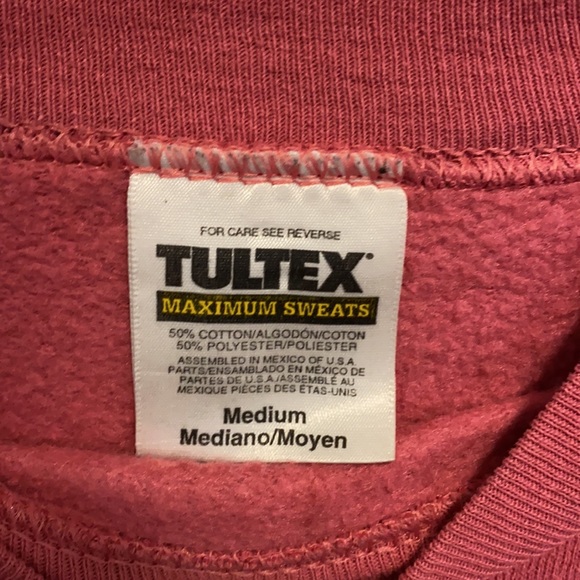 FOR CARE SEE REVERSE
TULTEX
MAXIMUM SWEATS
50% COTTON/ALGODÓN/COTON
50% POLYESTER/POLIESTER
ASSEMBLED IN MEXICO OF U.S.A.
PARTS/ENSAMBLADO EN MÉXICO DE
PARTES DE U.S.A./ASSEMBLÉ AU
MEXIQUE PIÈCES DES ÉTAS-UNIS
Medium
Mediano/Moyen